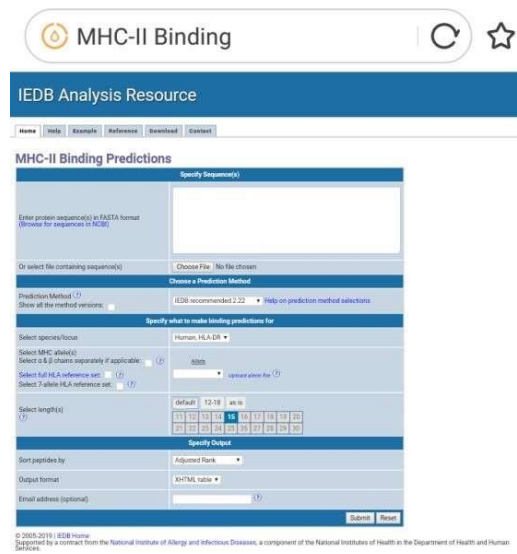 MHC-II Binding
IEDB Analysis Resource
Home Help Example Reference Download Contact
MHC-II Binding Predictions
Specify Sequence(s)
Enter protein sequence(s) in FASTA format
(Browse for sequences in NCBI)
Or select file containing sequence(s) Choose File No file chosen
Choose a Prediction Method
Prediction Method IEDB recommended 2.22 Help on prediction method selections
Show all the method versions:
Specify what to make binding predictions for
Select species/locus Human, HLA-DR
Select MHC allele(s)
Select α & β chains separately if applicable: Allele
Select full HLA reference set: Upload allele file
Select 7-allele HLA reference set:
default 12-18 as is
Select length(s) 11 12 13 14 15 16 17 18 19 20
21 22 23 24 25 26 27 28 29 30
Specify Output
Sort peptides by Adjusted Rank
Output format XHTML table
Email address (optional)
Submit Reset
© 2005-2019 | IEDB Home
Supported by a contract from the National Institute of Allergy and Infectious Diseases, a component of the National Institutes of Health in the Department of Health and Human
Services.